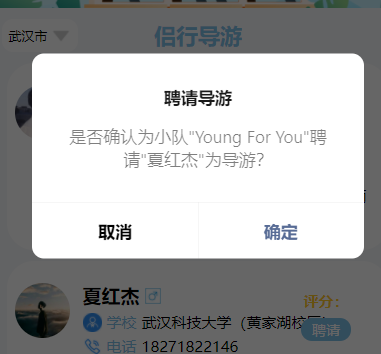 武汉市
侣行导游
聘请导游
是否确认为小队"Young For You"聘
请"夏红杰"为导游？
取消 确定
夏红杰
评分：
学校 武汉科技大学（黄家湖校区）
聘请
电话 18271822146